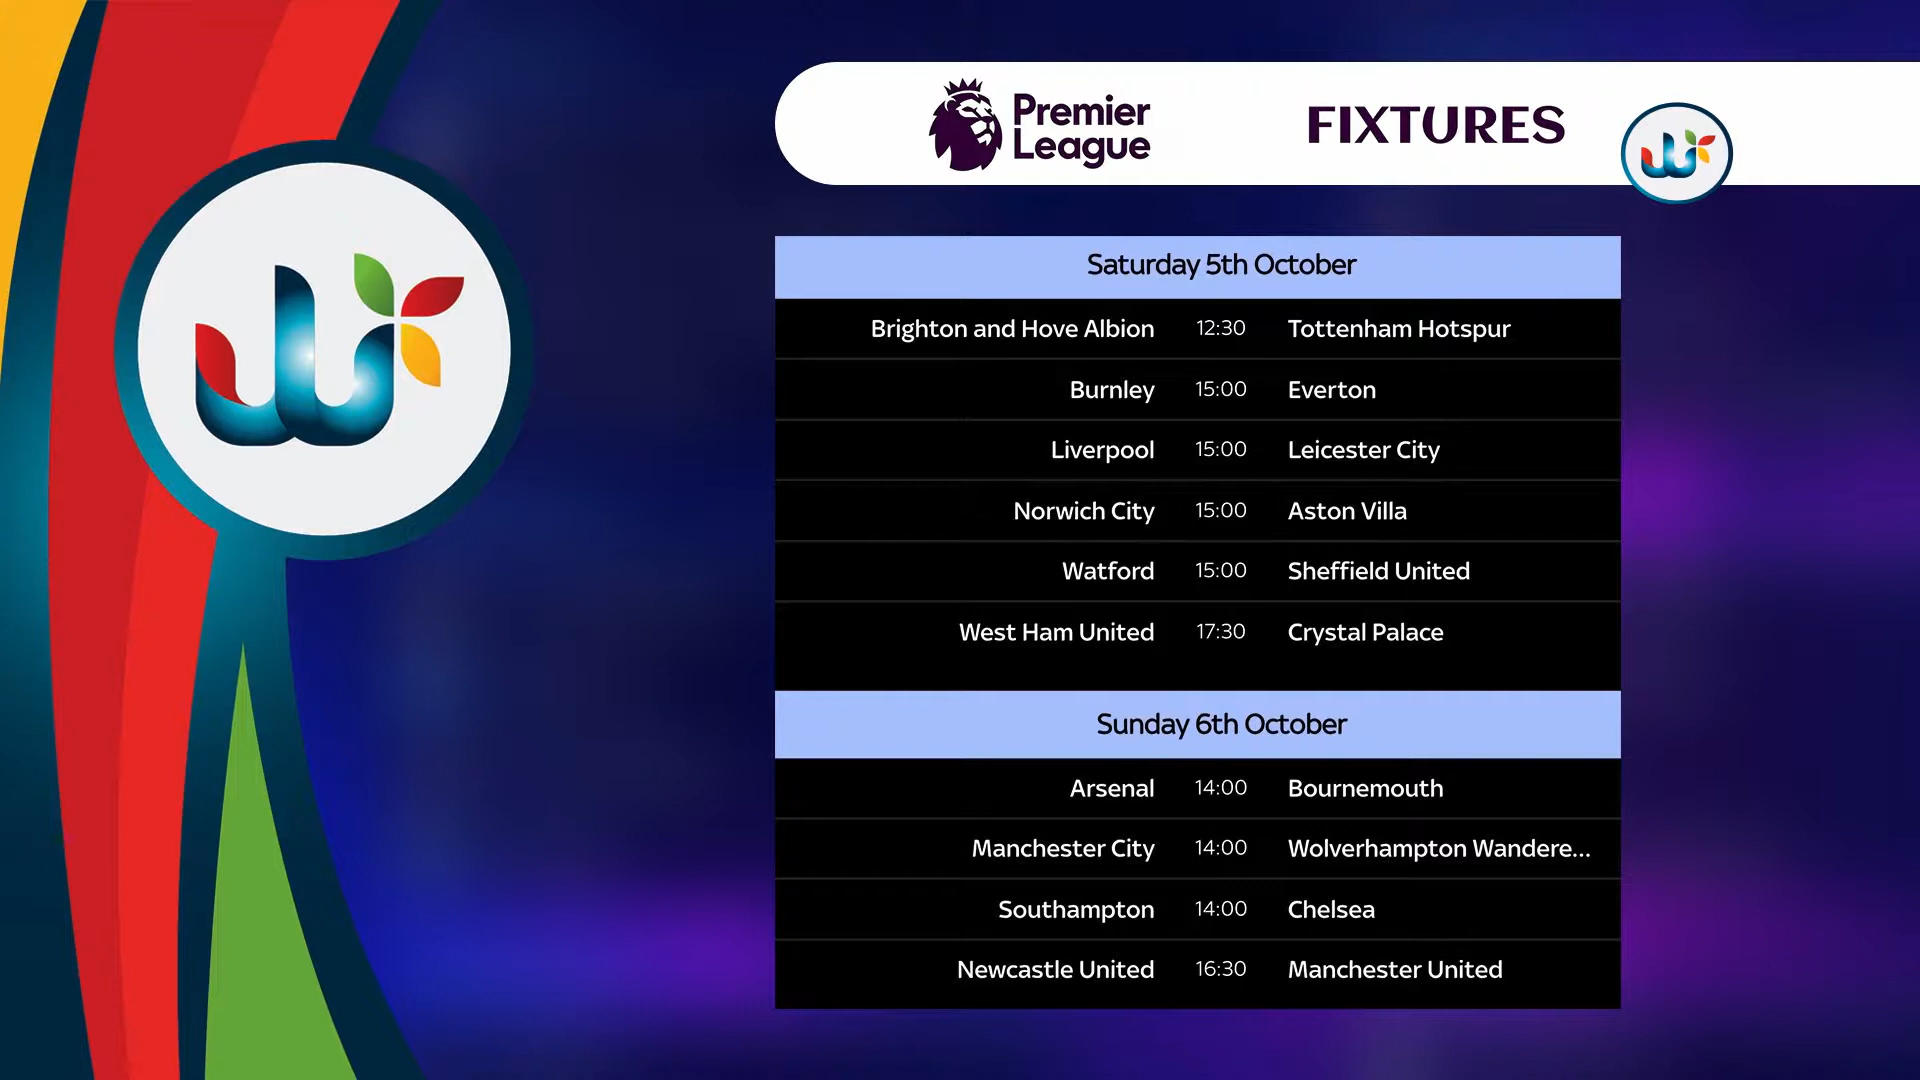 Premier League
FIXTURES
Saturday 5th October
Brighton and Hove Albion 12:30 Tottenham Hotspur
Burnley 15:00 Everton
Liverpool 15:00 Leicester City
Norwich City 15:00 Aston Villa
Watford 15:00 Sheffield United
West Ham United 17:30 Crystal Palace
Sunday 6th October
Arsenal 14:00 Bournemouth
Manchester City 14:00 Wolverhampton Wandere...
Southampton 14:00 Chelsea
Newcastle United 16:30 Manchester United